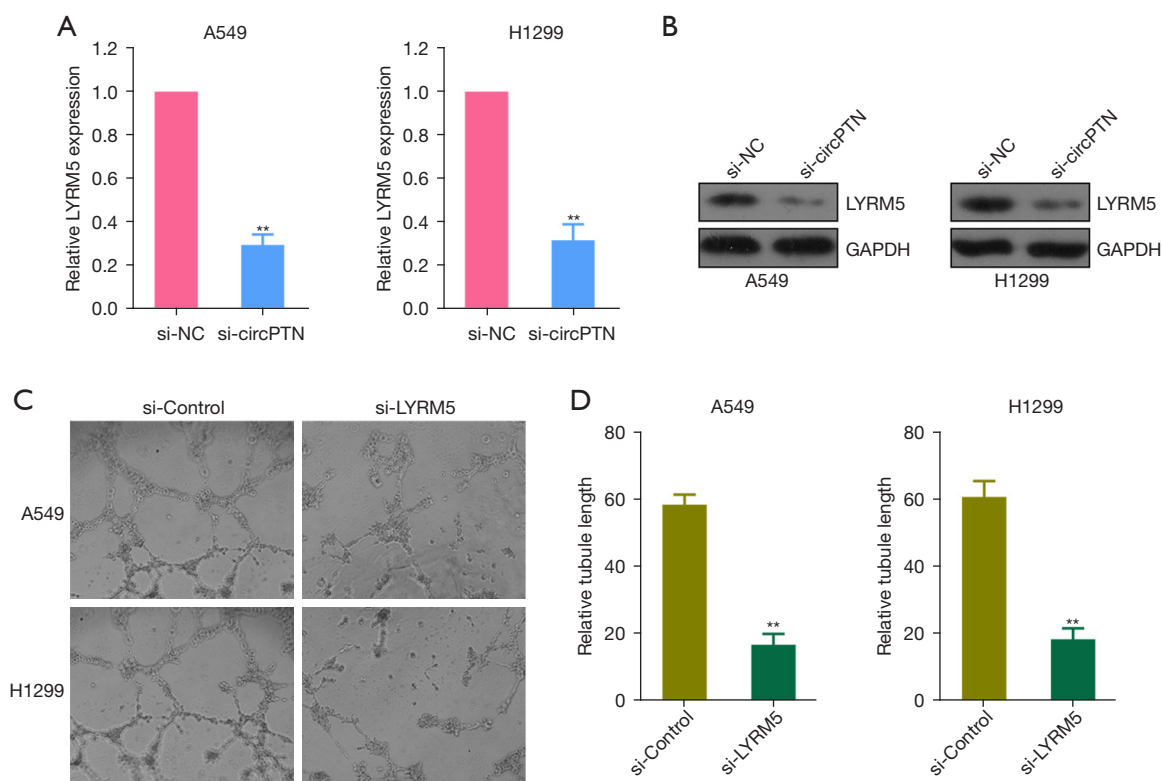 A
A549
Relative LYRM5 expression
1.2
1.0
0.8
0.6
0.4
0.2
0.0
**
si-NC
si-circPTN
H1299
Relative LYRM5 expression
1.2
1.0
0.8
0.6
0.4
0.2
0.0
**
si-NC
si-circPTN
B
si-NC
si-circPTN
LYRM5
GAPDH
A549
si-NC
si-circPTN
LYRM5
GAPDH
H1299
C
si-Control
si-LYRM5
A549
H1299
D
A549
Relative tubule length
80
60
40
20
0
**
si-Control
si-LYRM5
H1299
Relative tubule length
80
60
40
20
0
**
si-Control
si-LYRM5